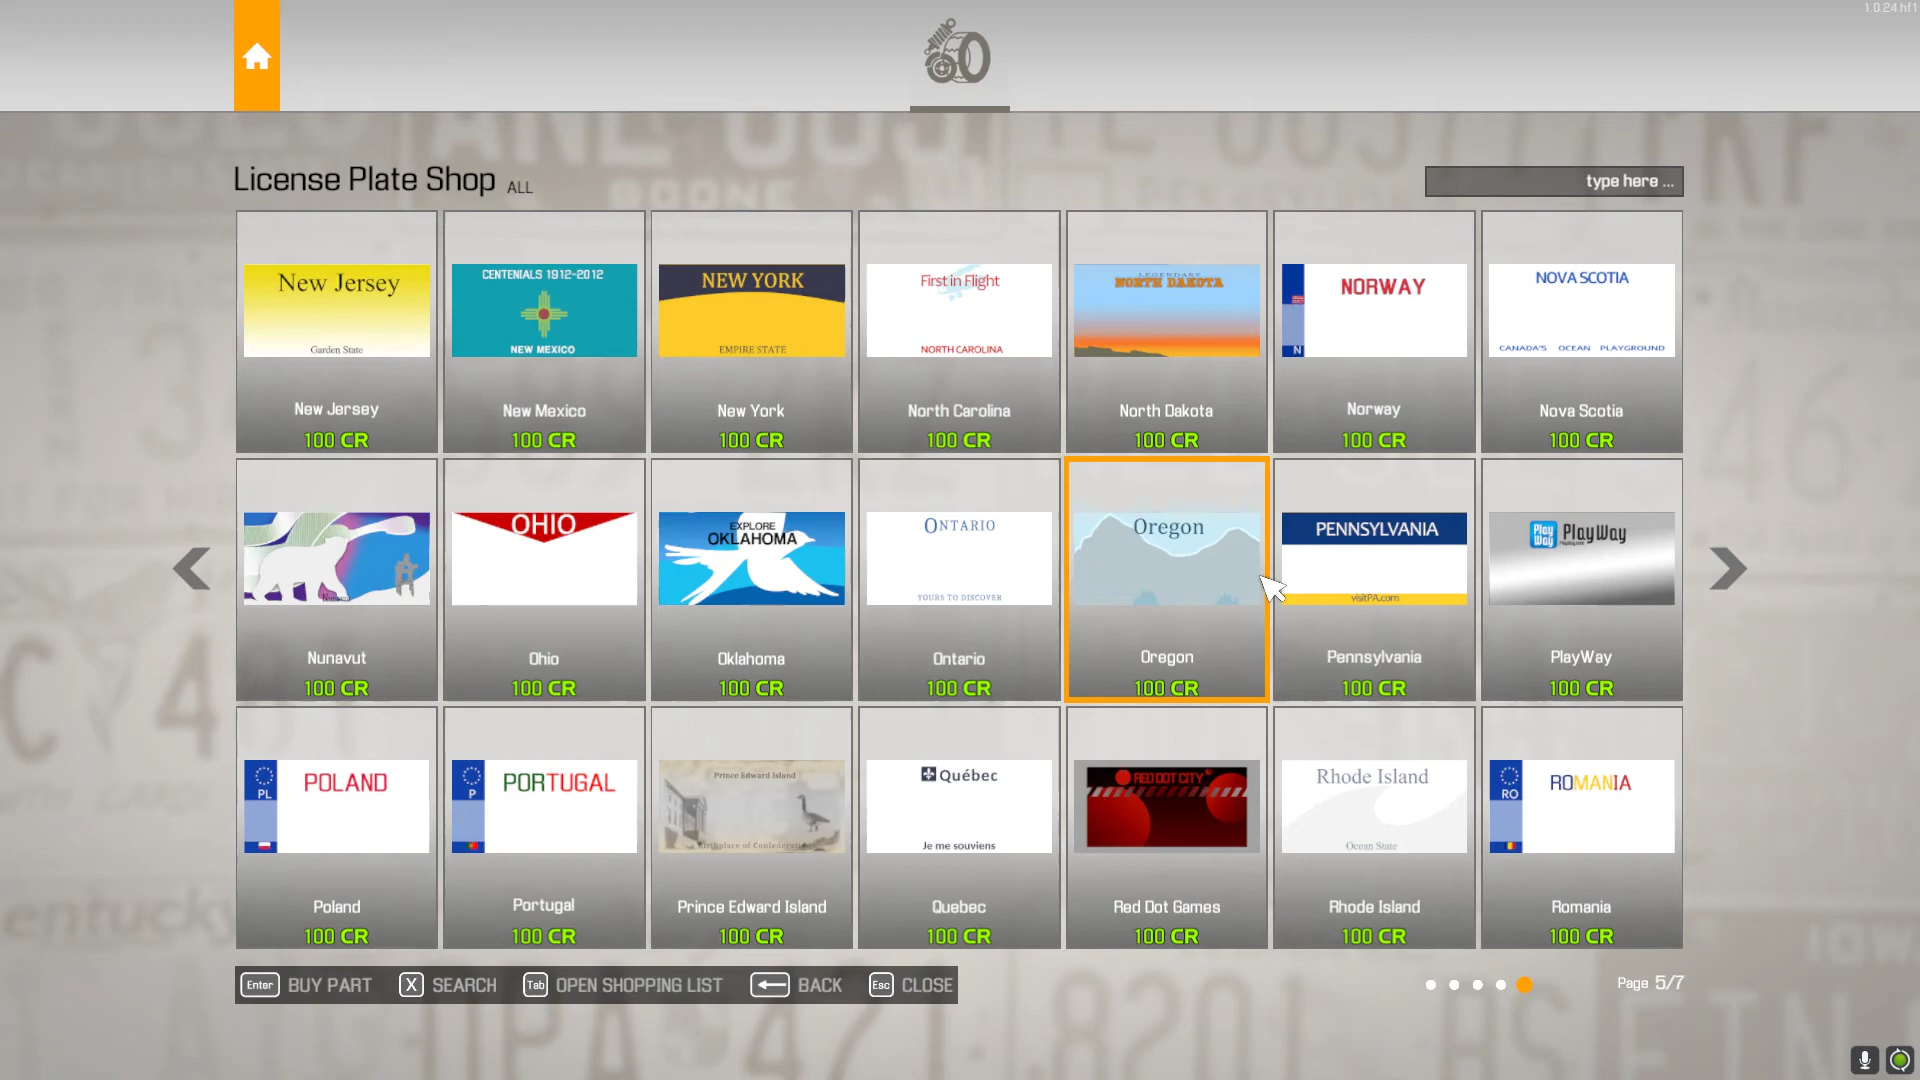 1.0.24.hf1
License Plate Shop ALL
type here ...
New Jersey
Garden State
New Jersey
100 CR
CENTENIALS 1912-2012
NEW MEXICO
New Mexico
100 CR
NEW YORK
EMPIRE STATE
New York
100 CR
First in Flight
NORTH CAROLINA
North Carolina
100 CR
LEGENDARY
NORTH DAKOTA
North Dakota
100 CR
NORWAY
N
Norway
100 CR
NOVA SCOTIA
CANADA'S OCEAN PLAYGROUND
Nova Scotia
100 CR
Nunavut
Nunavut
100 CR
OHIO
Ohio
100 CR
EXPLORE
OKLAHOMA
Oklahoma
100 CR
ONTARIO
YOURS TO DISCOVER
Ontario
100 CR
Oregon
Oregon
100 CR
PENNSYLVANIA
visitPA.com
Pennsylvania
100 CR
Play Way
PlayWay
PlayWay
100 CR
PL
POLAND
Poland
100 CR
P
PORTUGAL
Portugal
100 CR
Prince Edward Island
Birthplace of Confederation
Prince Edward Island
100 CR
Québec
Je me souviens
Quebec
100 CR
RED DOT CITY
Red Dot Games
100 CR
Rhode Island
Ocean State
Rhode Island
100 CR
RO
ROMANIA
Romania
100 CR
Enter BUY PART X SEARCH Tab OPEN SHOPPING LIST BACK Esc CLOSE
Page 5/7